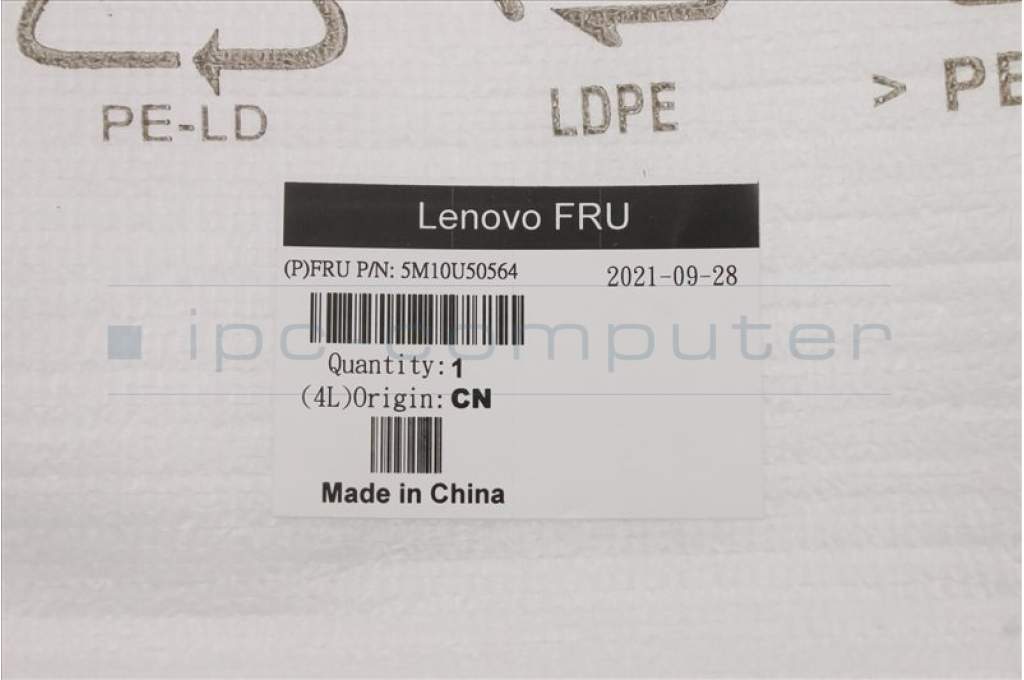 PE-LD
LDPE
> PE
Lenovo FRU
(P)FRU P/N: 5M10U50564
2021-09-28
ipc-computer
Quantity: 1
(4L)Origin: CN
Made in China